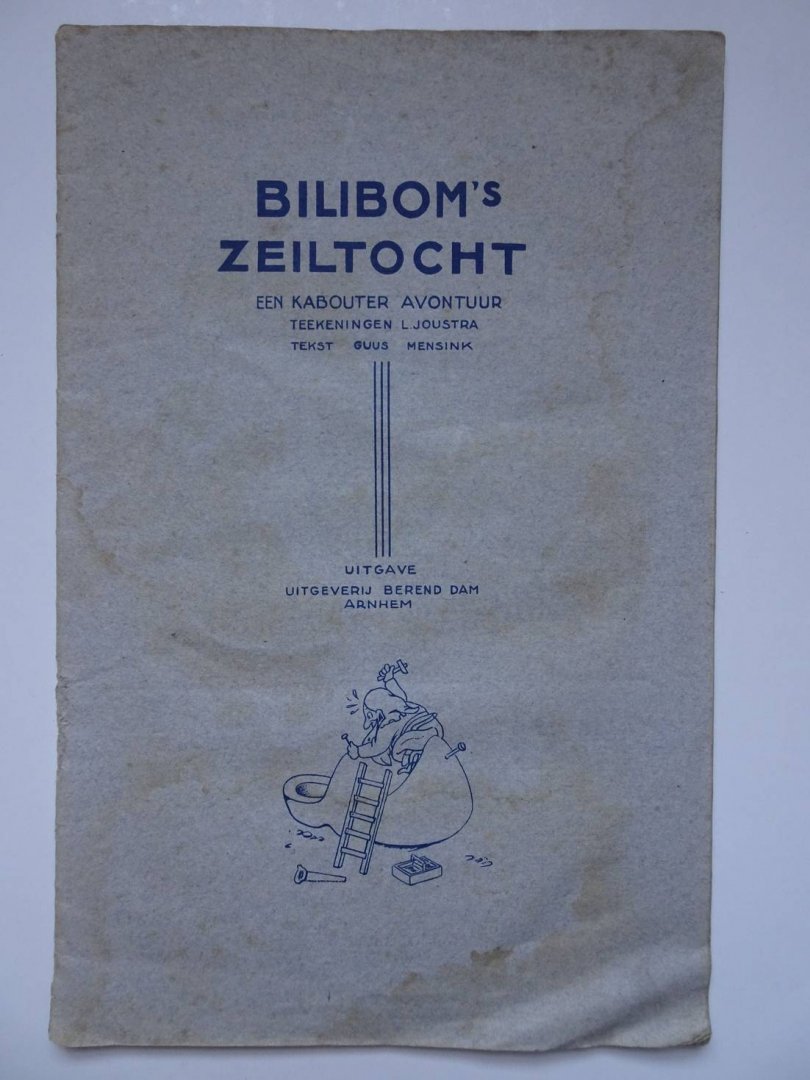 BILIBOM's
ZEILTOCHT
EEN KABOUTER AVONTUUR
TEEKENINGEN L. JOUSTRA
TEKST GUUS MENSINK
UITGAVE
UITGEVERIJ BEREND DAM
ARNHEM